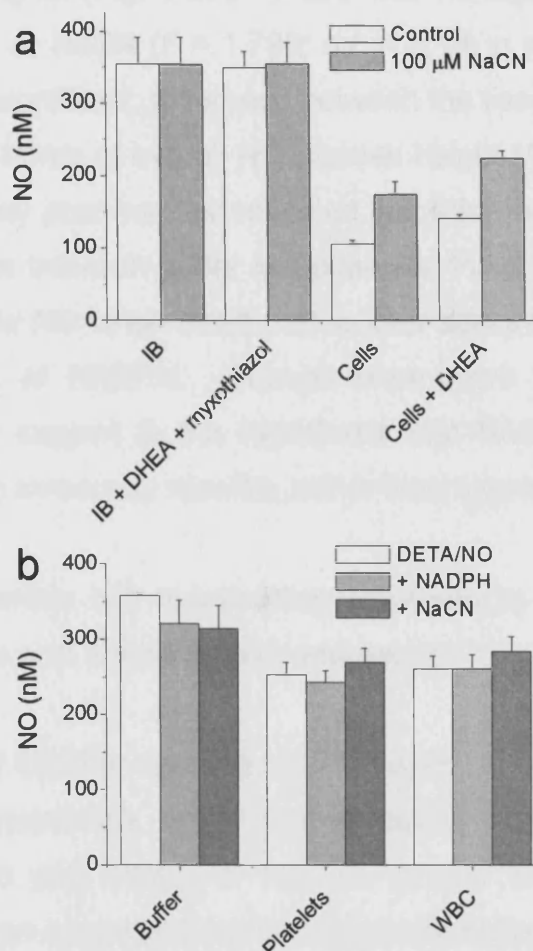 a
Control
100 µM NaCN
NO (nM)
400
300
200
100
0
IB
IB + DHEA + myxothiazol
Cells
Cells + DHEA
b
DETA/NO
+ NADPH
+ NaCN
NO (nM)
400
300
200
100
0
Buffer
Platelets
WBC